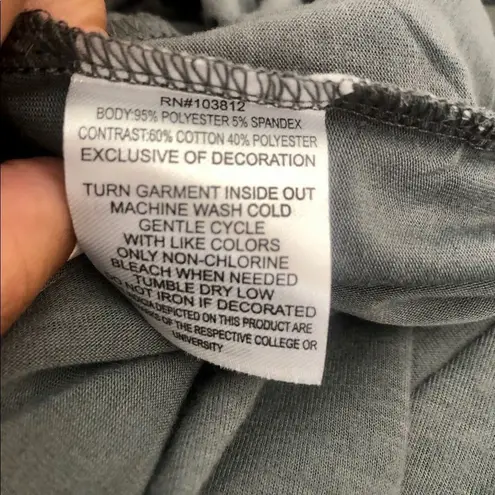 RN#103812
BODY:95% POLYESTER 5% SPANDEX
CONTRAST:60% COTTON 40% POLYESTER
EXCLUSIVE OF DECORATION
TURN GARMENT INSIDE OUT
MACHINE WASH COLD
GENTLE CYCLE
WITH LIKE COLORS
ONLY NON-CHLORINE
BLEACH WHEN NEEDED
TUMBLE DRY LOW
NOT IRON IF DECORATED
DEPICTED ON THIS PRODUCT ARE
OF THE RESPECTIVE COLLEGE OR
UNIVERSITY